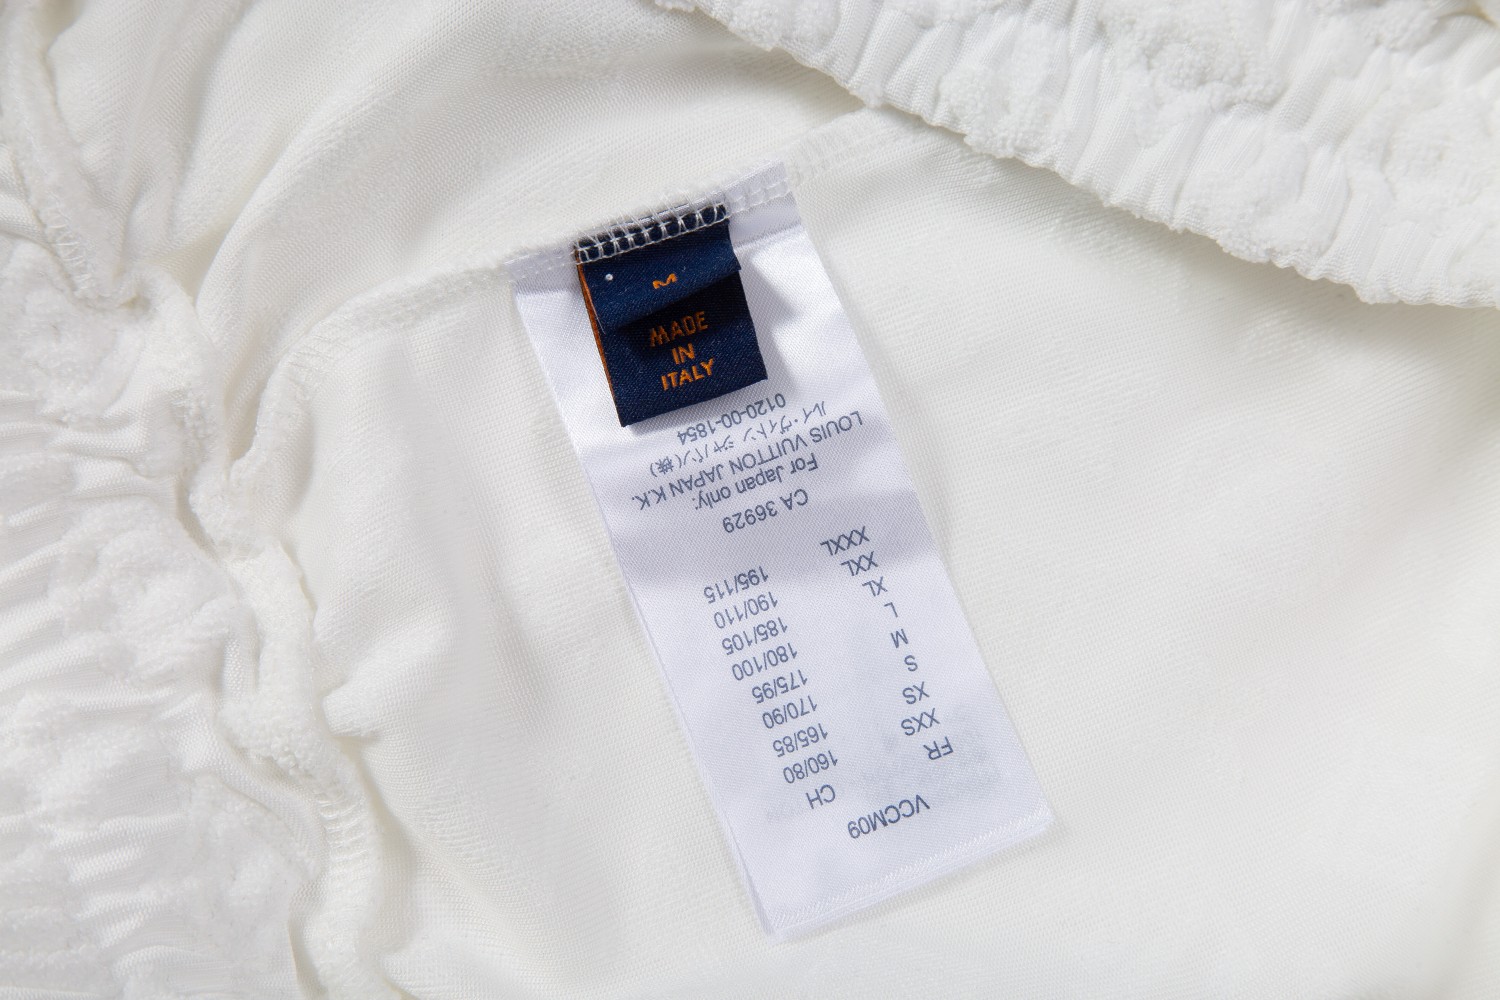 M
MADE
IN
ITALY
VCCM09
FR CH
XXS 160/80
XS 165/85
S 170/90
M 175/95
L 180/100
XL 185/105
XXL 190/110
XXXL 195/115
CA 36929
For Japan only:
LOUIS VUITTON JAPAN K.K.
ルイ・ヴィトン ジャパン(株)
0120-00-1854